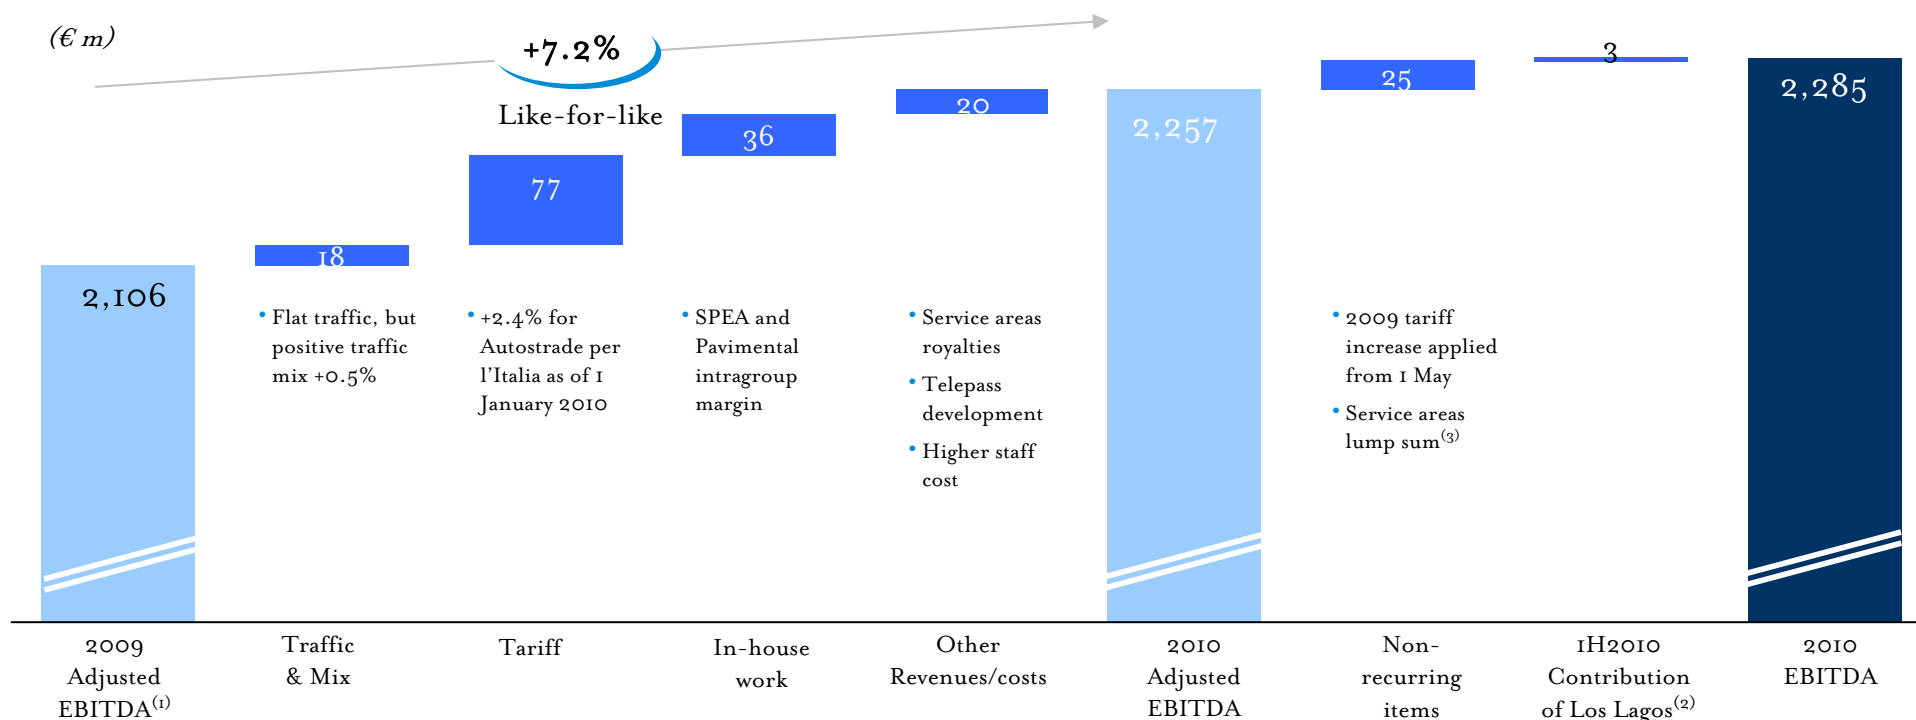 (€ m)
+7.2%
Like-for-like
2,106
18
77
36
20
2,257
25
3
2,285
• Flat traffic, but
positive traffic
mix +0.5%
• +2.4% for
Autostrade per
l’Italia as of 1
January 2010
• SPEA and
Pavimental
intragroup
margin
• Service areas
royalties
• Telepass
development
• Higher staff
cost
• 2009 tariff
increase applied
from 1 May
• Service areas
lump sum(3)
2009
Adjusted
EBITDA(1)
Traffic
& Mix
Tariff
In-house
work
Other
Revenues/costs
2010
Adjusted
EBITDA
Non-
recurring
items
1H2010
Contribution
of Los Lagos(2)
2010
EBITDA